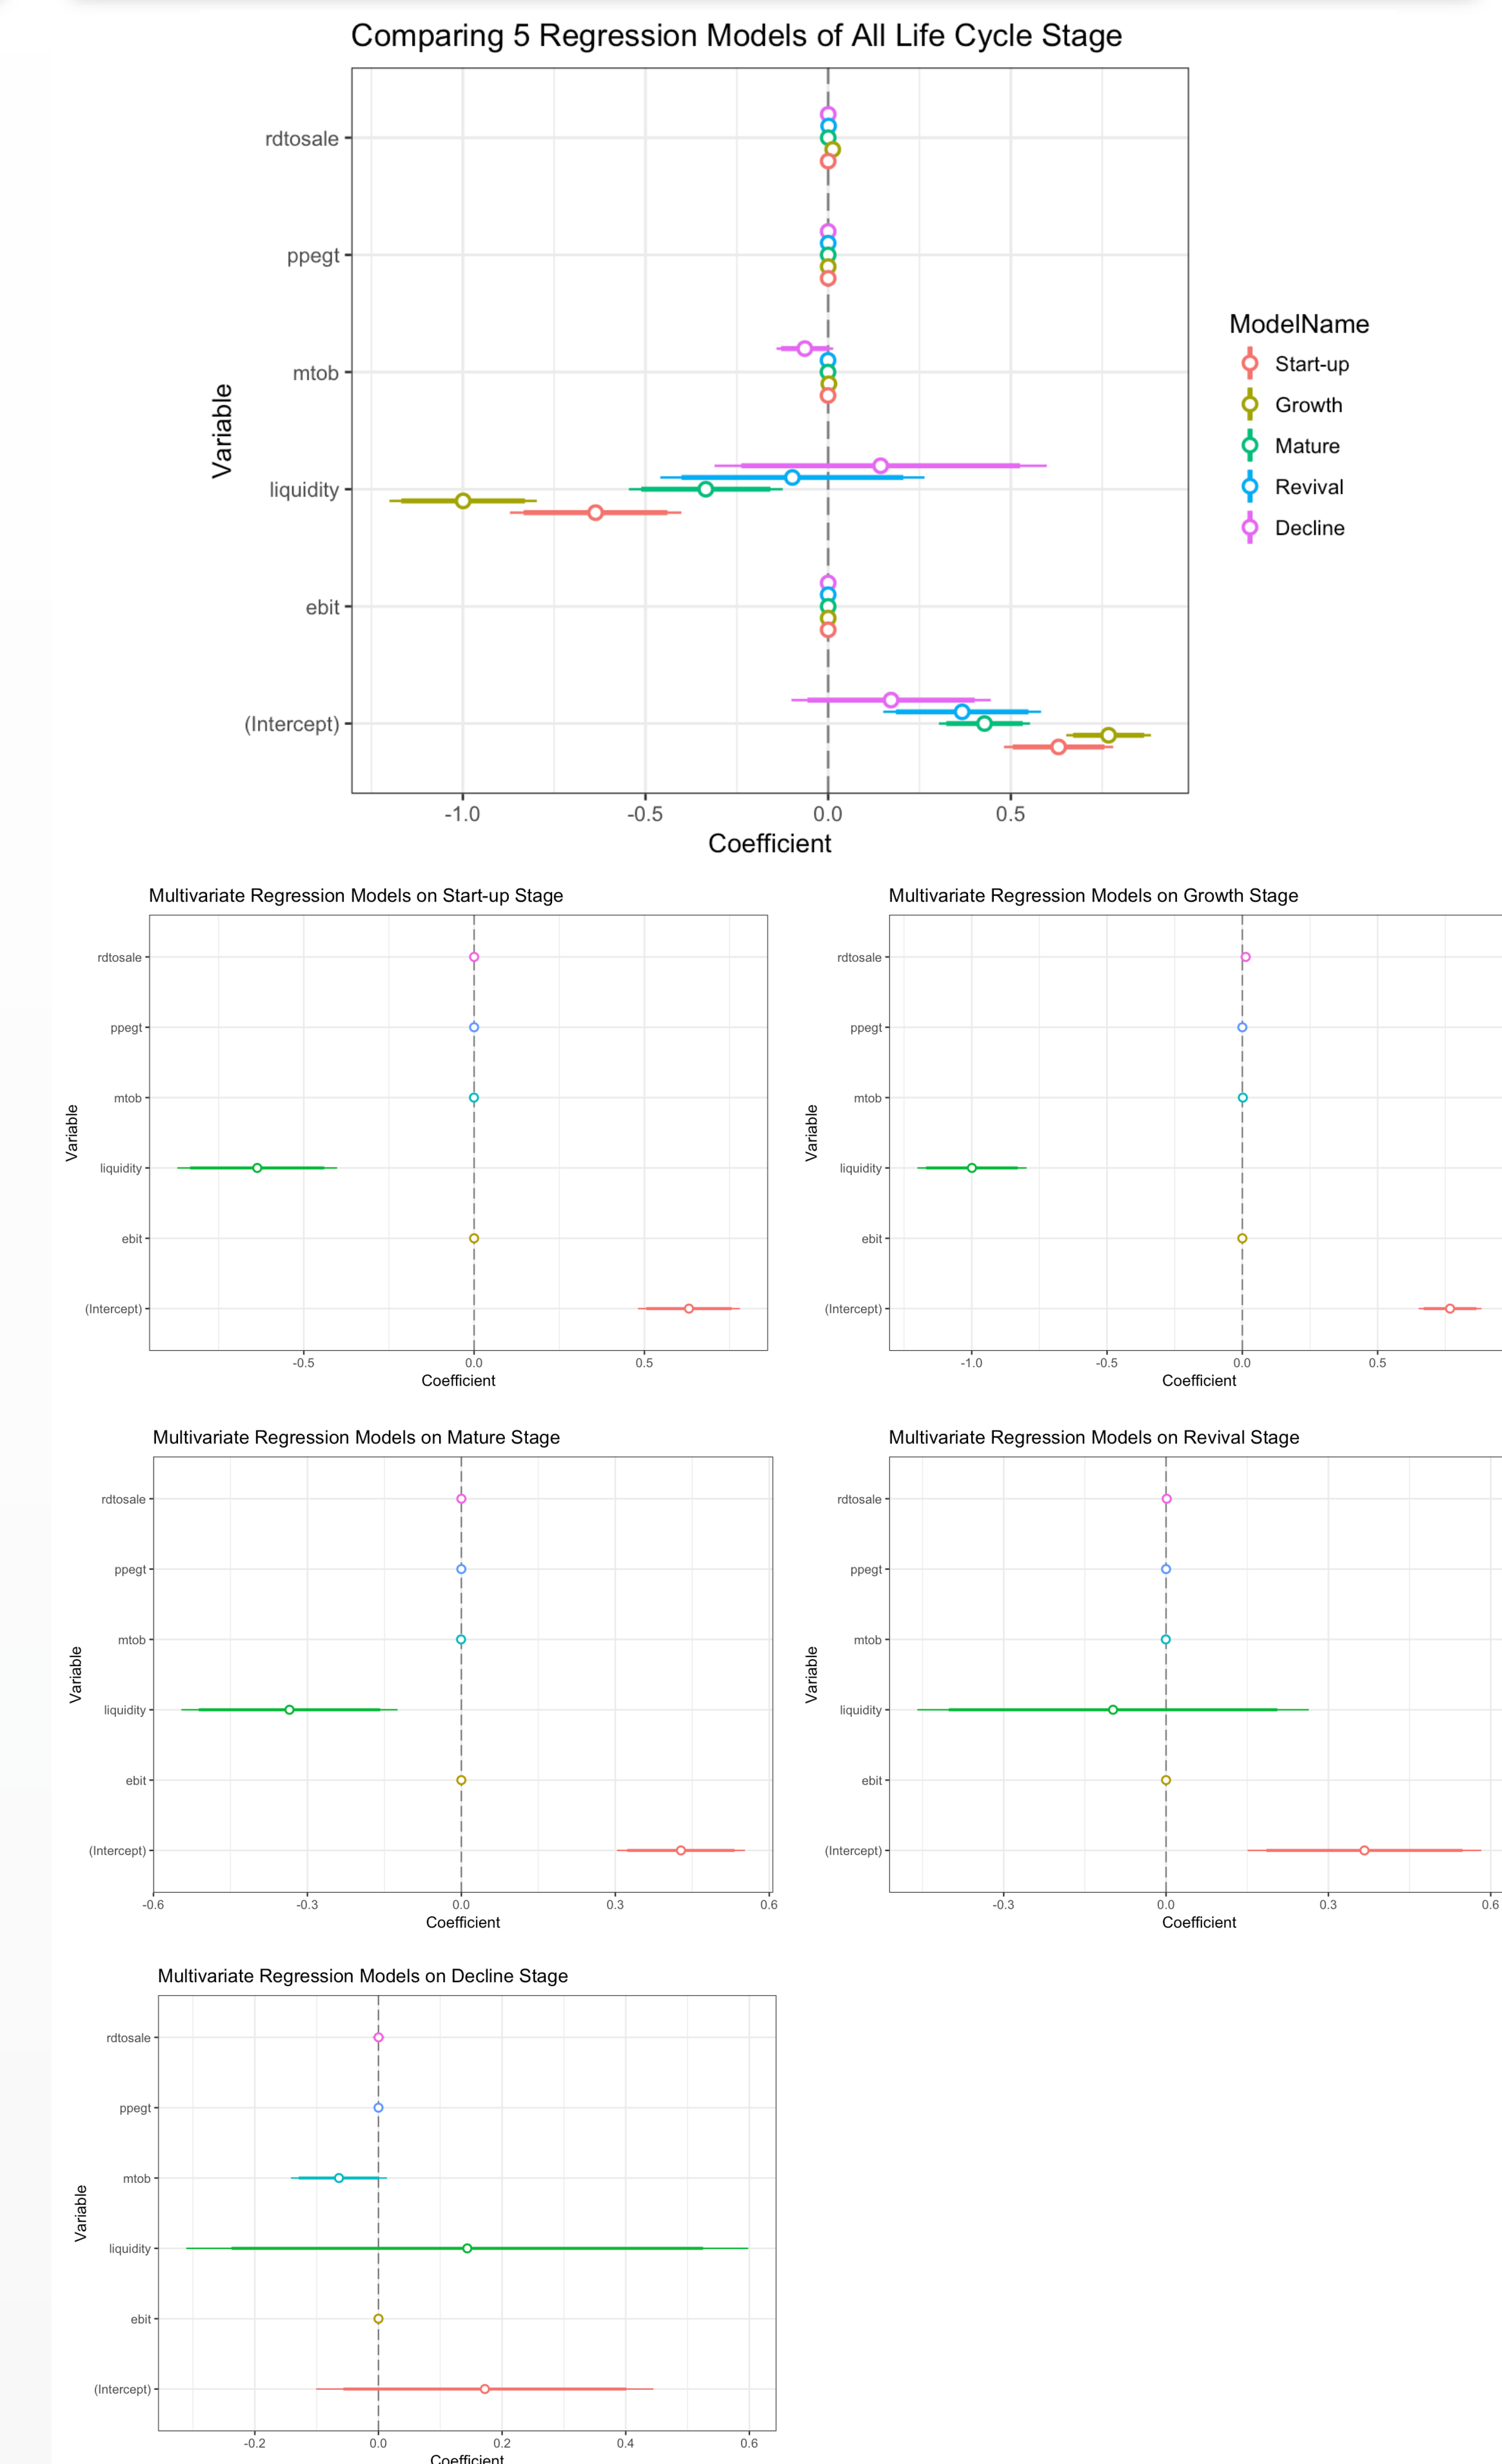 Comparing 5 Regression Models of All Life Cycle Stage
rdtosale
ppegt
mtob
liquidity
ebit
(Intercept)
Variable
-1.0 -0.5 0.0 0.5
Coefficient
ModelName
Start-up
Growth
Mature
Revival
Decline
Multivariate Regression Models on Start-up Stage
rdtosale
ppegt
mtob
liquidity
ebit
(Intercept)
Variable
-0.5 0.0 0.5
Coefficient
Multivariate Regression Models on Growth Stage
rdtosale
ppegt
mtob
liquidity
ebit
(Intercept)
Variable
-1.0 -0.5 0.0 0.5
Coefficient
Multivariate Regression Models on Mature Stage
rdtosale
ppegt
mtob
liquidity
ebit
(Intercept)
Variable
-0.6 -0.3 0.0 0.3 0.6
Coefficient
Multivariate Regression Models on Revival Stage
rdtosale
ppegt
mtob
liquidity
ebit
(Intercept)
Variable
-0.3 0.0 0.3 0.6
Coefficient
Multivariate Regression Models on Decline Stage
rdtosale
ppegt
mtob
liquidity
ebit
(Intercept)
Variable
-0.2 0.0 0.2 0.4 0.6
Coefficient